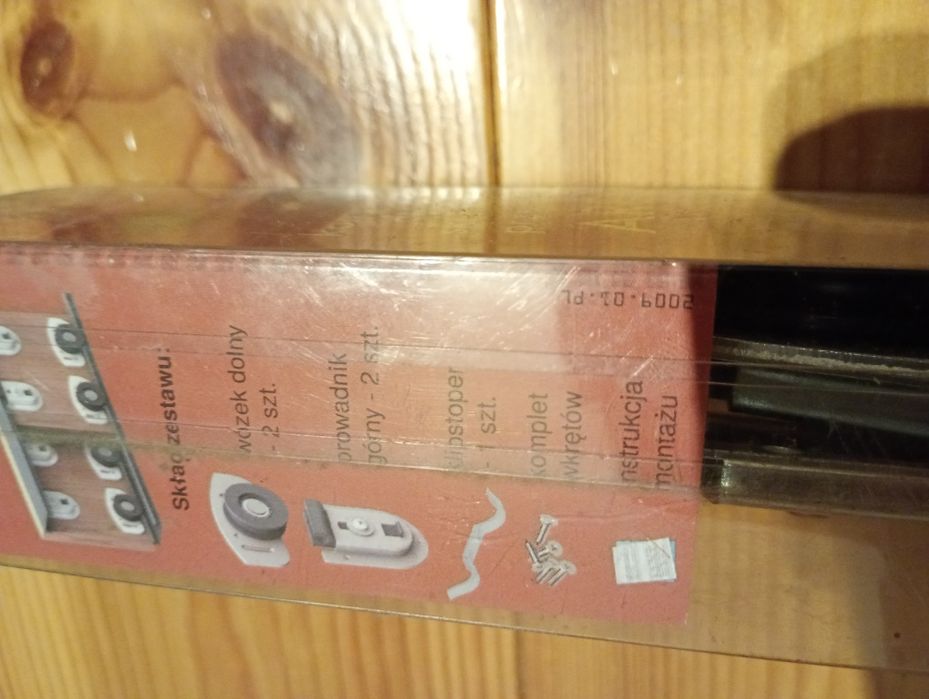 Skład zestawu:
wózek dolny
- 2 szt.
prowadnik
górny - 2 szt.
klipstoper
- 1 szt.
komplet
wkrętów
instrukcja
montażu
2009.01.PL